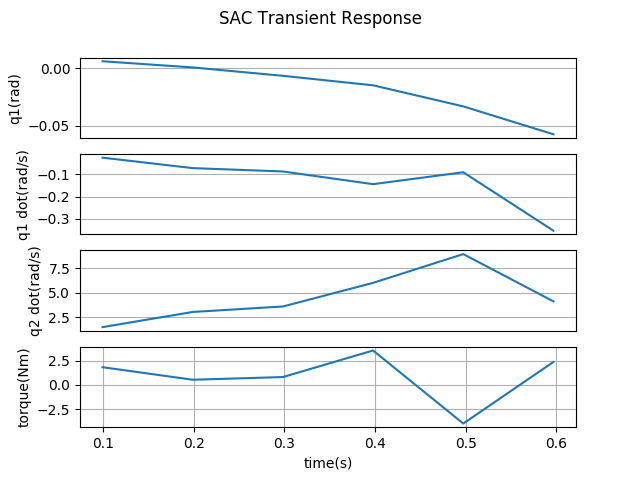 SAC Transient Response
q1(rad)
0.00
−0.05
q1 dot(rad/s)
−0.1
−0.2
−0.3
q2 dot(rad/s)
7.5
5.0
2.5
torque(Nm)
2.5
0.0
−2.5
0.1 0.2 0.3 0.4 0.5 0.6
time(s)